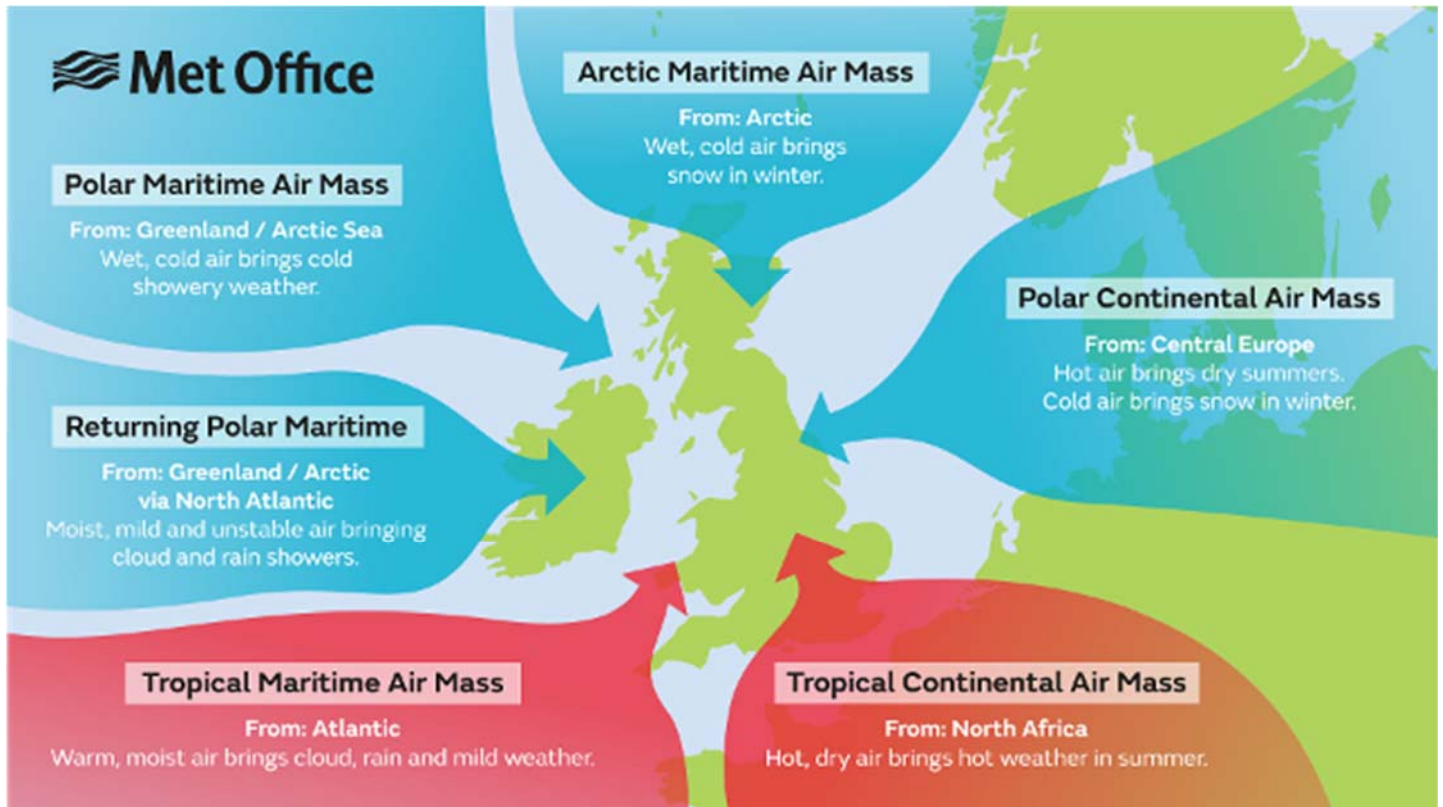 Met Office
Arctic Maritime Air Mass
From: Arctic
Wet, cold air brings
snow in winter.
Polar Maritime Air Mass
From: Greenland / Arctic Sea
Wet, cold air brings cold
showery weather.
Polar Continental Air Mass
From: Central Europe
Hot air brings dry summers.
Cold air brings snow in winter.
Returning Polar Maritime
From: Greenland / Arctic
via North Atlantic
Moist, mild and unstable air bringing
cloud and rain showers.
Tropical Maritime Air Mass
From: Atlantic
Warm, moist air brings cloud, rain and mild weather.
Tropical Continental Air Mass
From: North Africa
Hot, dry air brings hot weather in summer.